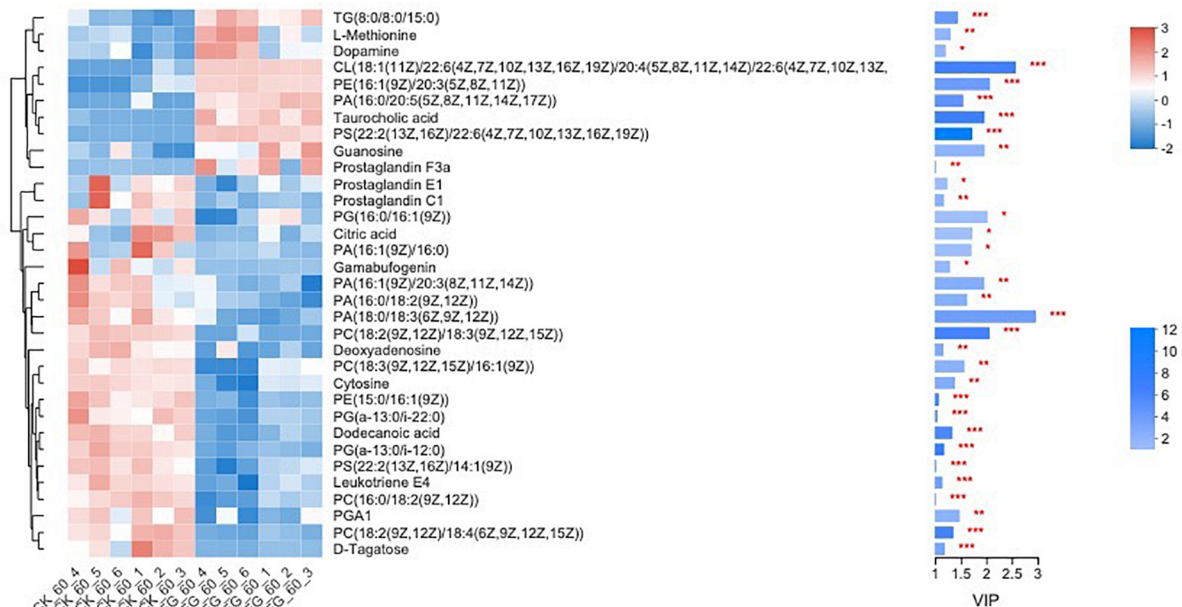 TG(8:0/8:0/15:0) ***
L-Methionine **
Dopamine *
CL(18:1(11Z)/22:6(4Z,7Z,10Z,13Z,16Z,19Z)/20:4(5Z,8Z,11Z,14Z)/22:6(4Z,7Z,10Z,13Z, ***
PE(16:1(9Z)/20:3(5Z,8Z,11Z)) ***
PA(16:0/20:5(5Z,8Z,11Z,14Z,17Z)) ***
Taurocholic acid ***
PS(22:2(13Z,16Z)/22:6(4Z,7Z,10Z,13Z,16Z,19Z)) ***
Guanosine **
Prostaglandin F3a **
Prostaglandin E1 *
Prostaglandin C1 **
PG(16:0/16:1(9Z)) *
Citric acid *
PA(16:1(9Z)/16:0) *
Gamabufogenin *
PA(16:1(9Z)/20:3(8Z,11Z,14Z)) **
PA(16:0/18:2(9Z,12Z)) **
PA(18:0/18:3(6Z,9Z,12Z)) ***
PC(18:2(9Z,12Z)/18:3(9Z,12Z,15Z)) ***
Deoxyadenosine **
PC(18:3(9Z,12Z,15Z)/16:1(9Z)) **
Cytosine **
PE(15:0/16:1(9Z)) ***
PG(a-13:0/i-22:0) ***
Dodecanoic acid ***
PG(a-13:0/i-12:0) ***
PS(22:2(13Z,16Z)/14:1(9Z)) ***
Leukotriene E4 ***
PC(16:0/18:2(9Z,12Z)) ***
PGA1 **
PC(18:2(9Z,12Z)/18:4(6Z,9Z,12Z,15Z)) ***
D-Tagatose ***
3
2
1
0
-1
-2
12
10
8
6
4
2
1 1.5 2 2.5 3
VIP